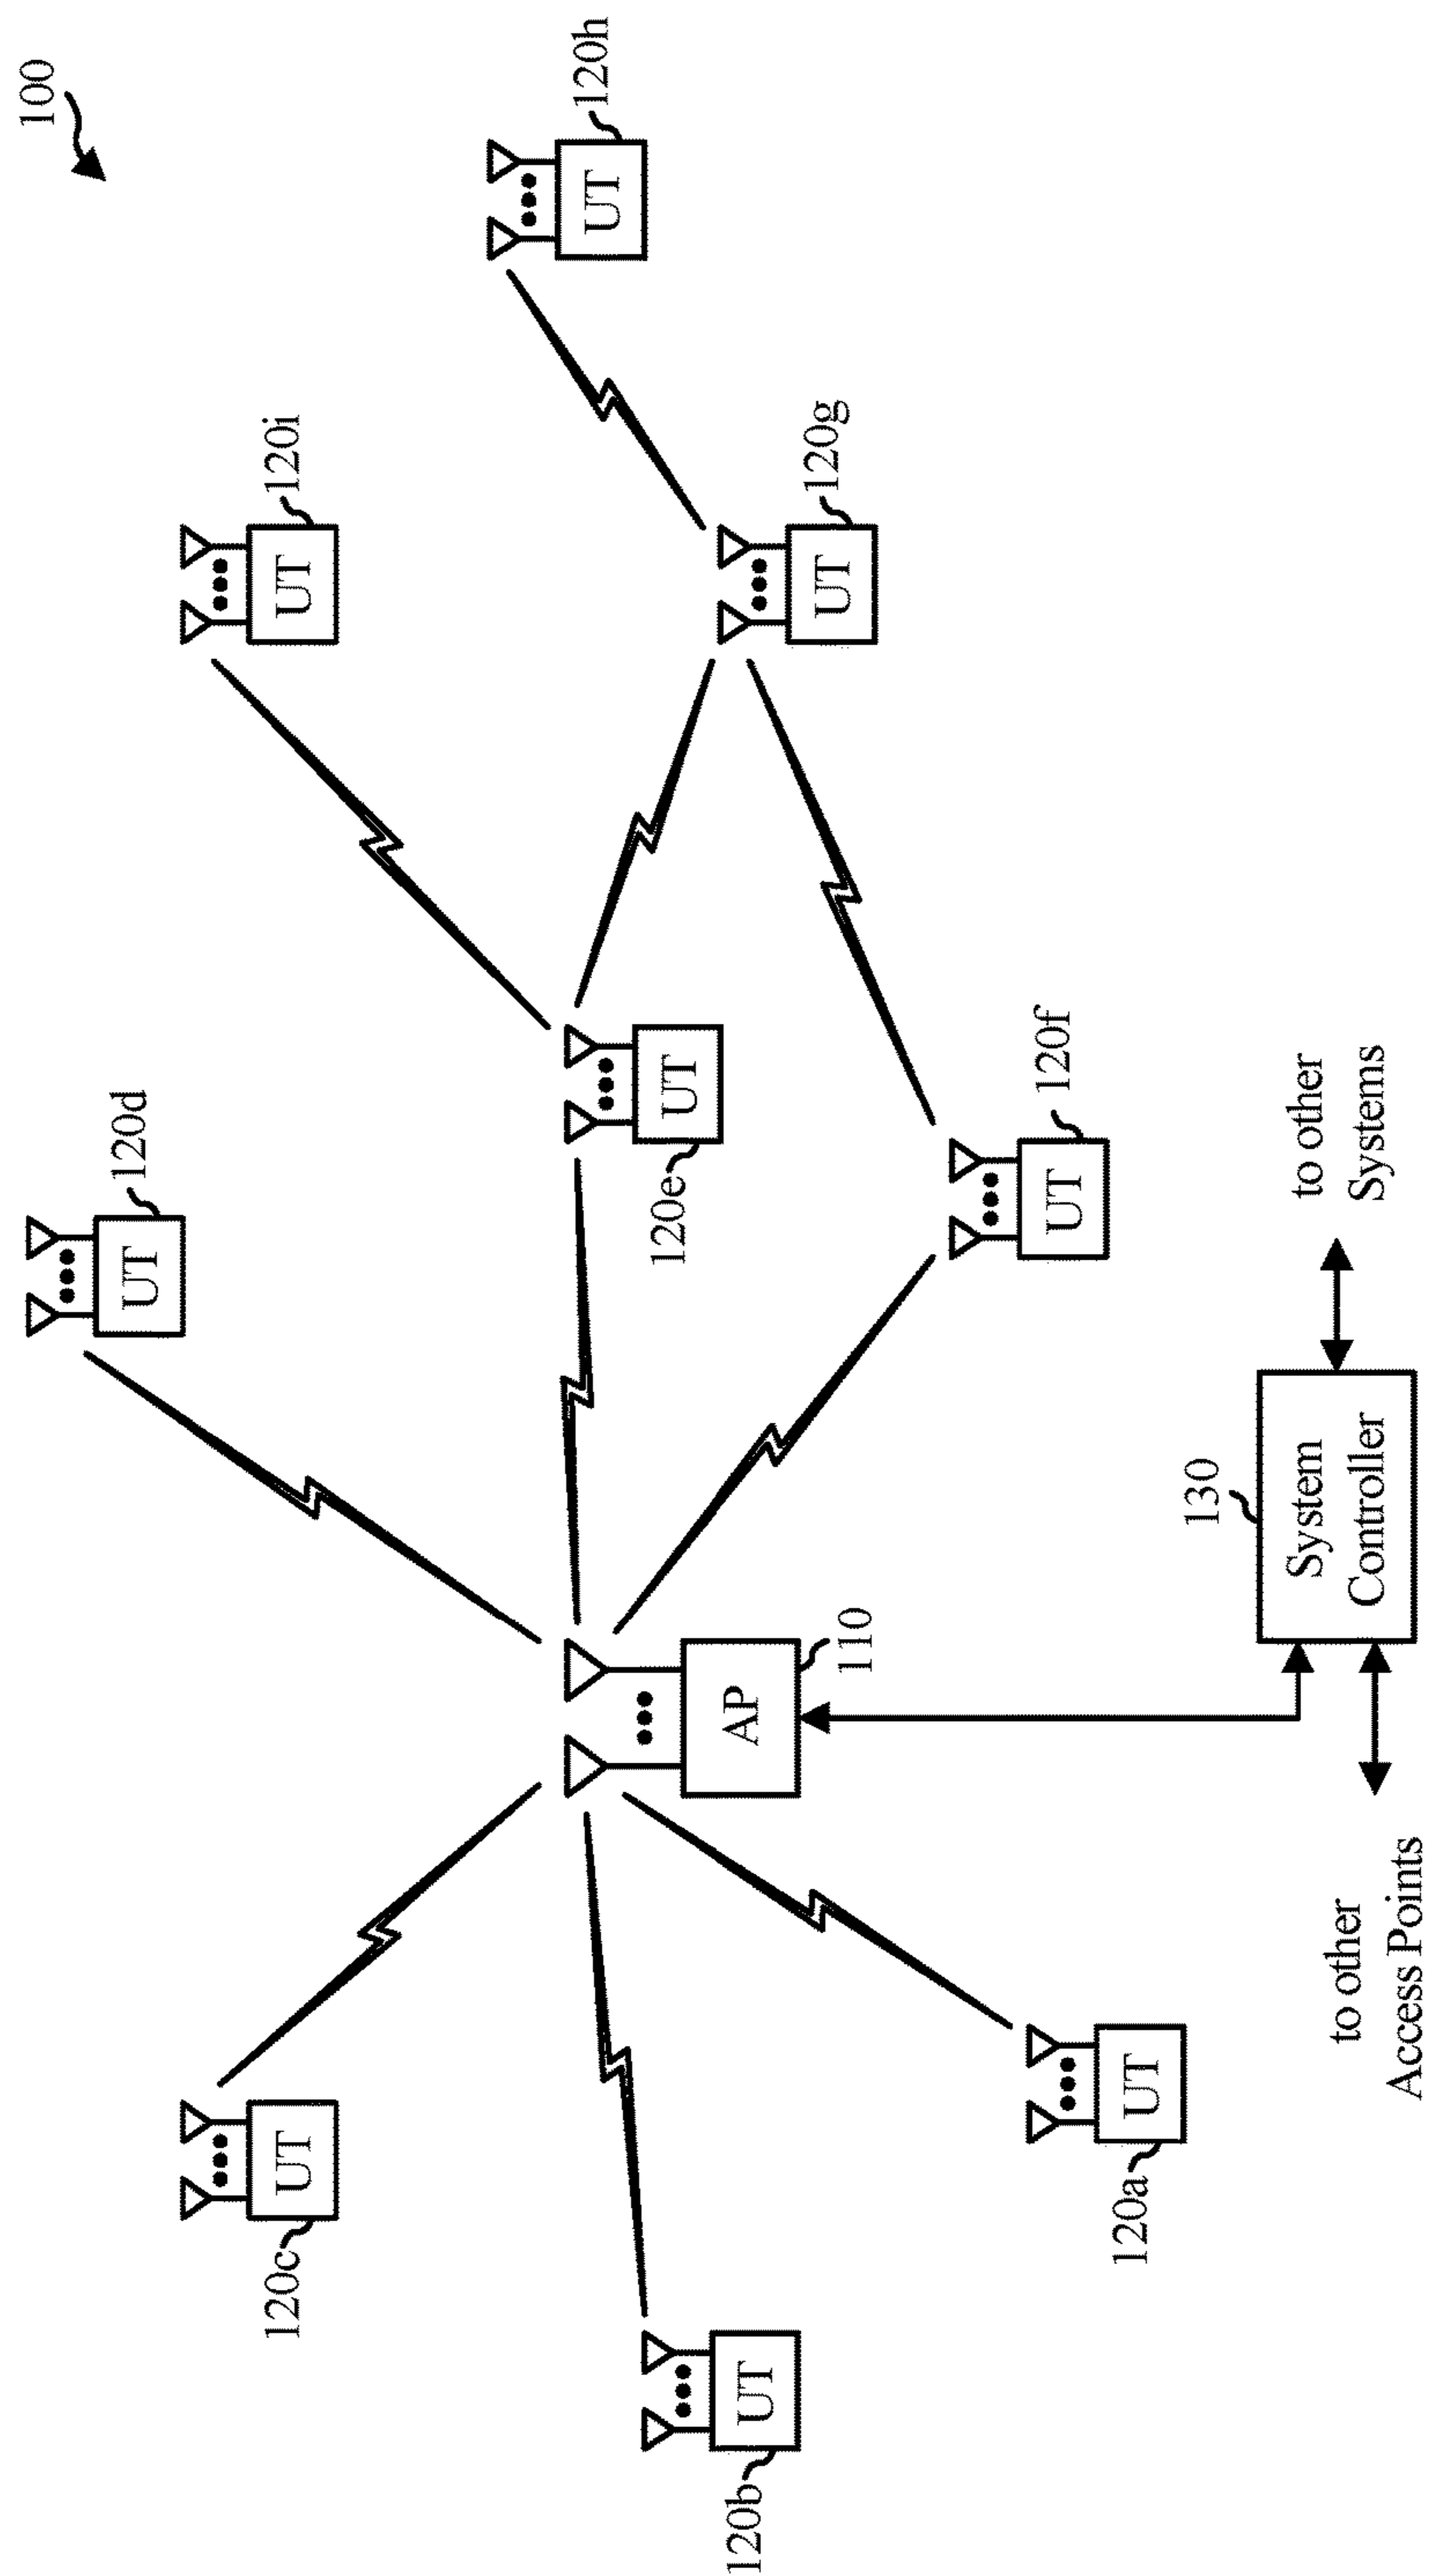 100
120d
UT
120i
UT
120c
UT
120h
UT
120e
UT
AP
110
120b
UT
120g
UT
120f
UT
120a
UT
130
System
Controller
to other
Systems
to other
Access Points